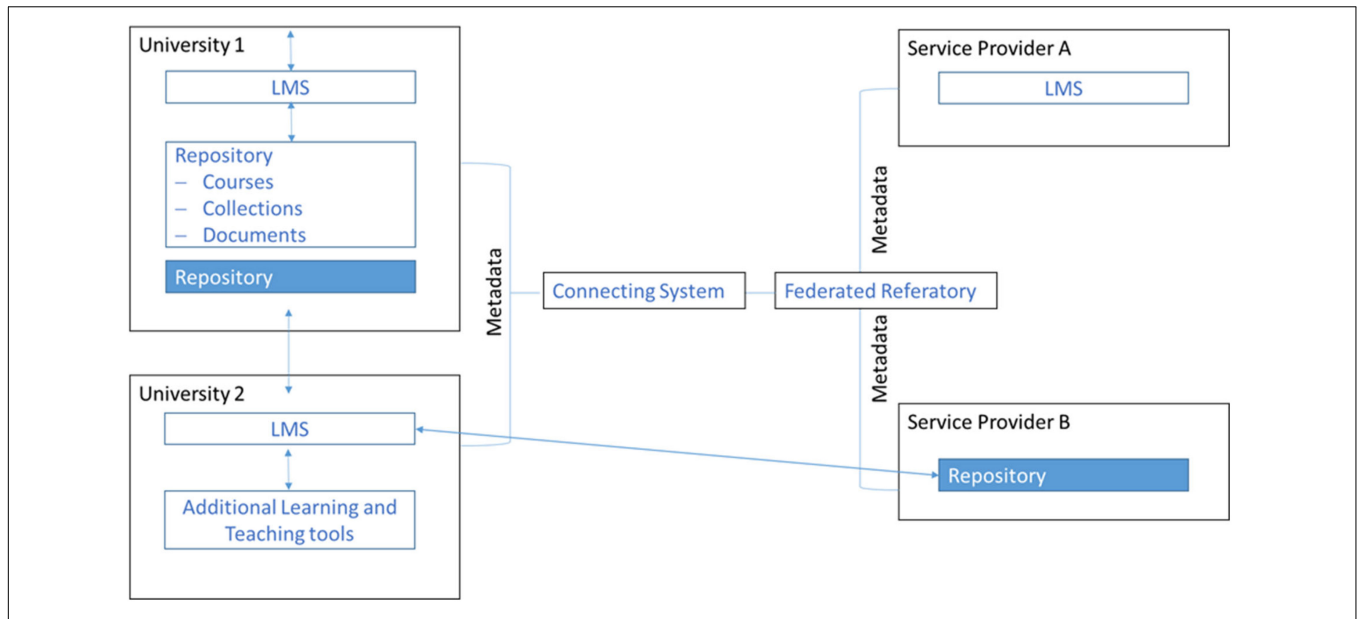 University 1
LMS
Repository
– Courses
– Collections
– Documents
Repository
University 2
LMS
Additional Learning and
Teaching tools
Metadata
Connecting System
Federated Referatory
Metadata
Metadata
Service Provider A
LMS
Service Provider B
Repository